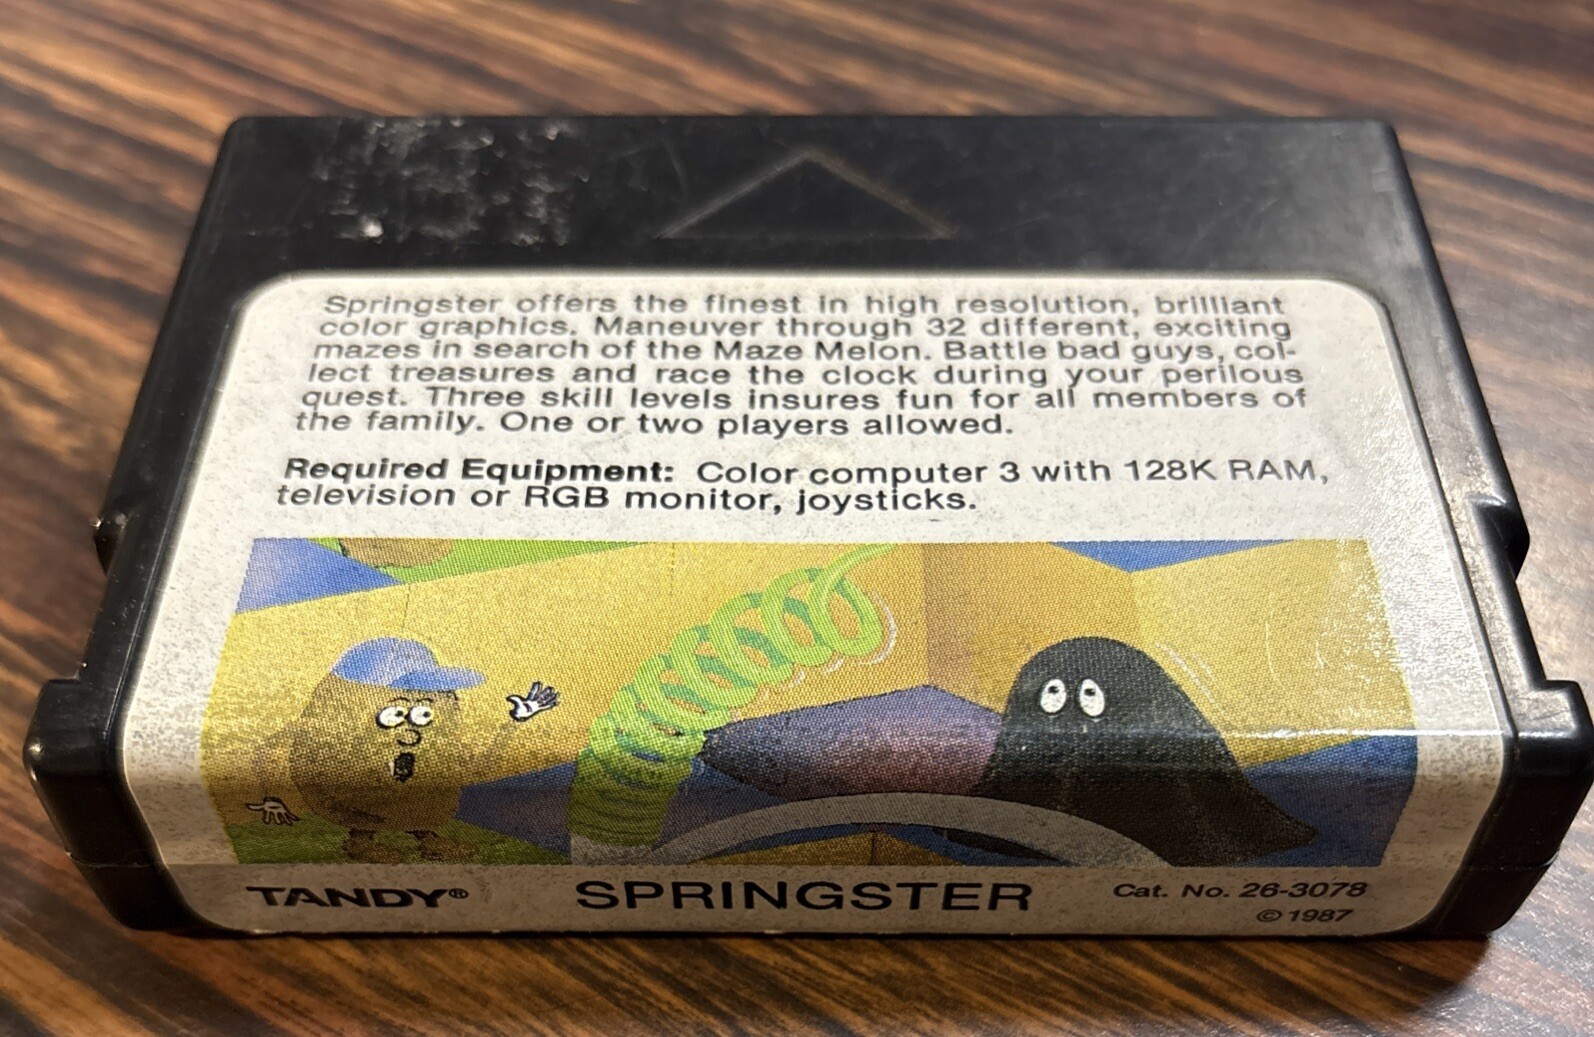 Springster offers the finest in high resolution, brilliant
color graphics. Maneuver through 32 different, exciting
mazes in search of the Maze Melon. Battle bad guys, col-
lect treasures and race the clock during your perilous
quest. Three skill levels insures fun for all members of
the family. One or two players allowed.
Required Equipment: Color computer 3 with 128K RAM,
television or RGB monitor, joysticks.
TANDY® SPRINGSTER Cat. No. 26-3078
©1987